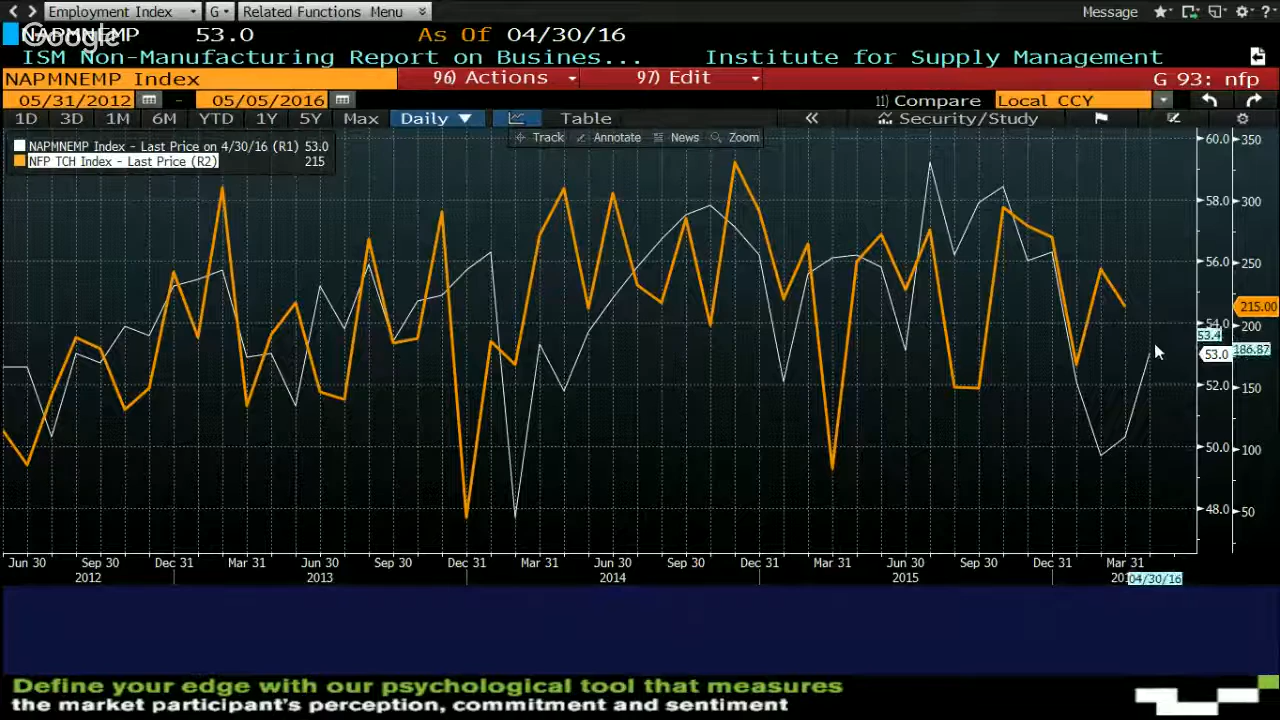 Employment Index G Related Functions Menu Message
NAPMNEMP 53.0 As Of 04/30/16
Google
ISM Non-Manufacturing Report on Busines... Institute for Supply Management
NAPMNEMP Index 96) Actions 97) Edit G 93: nfp
05/31/2012 - 05/05/2016 11) Compare Local CCY
1D 3D 1M 6M YTD 1Y 5Y Max Daily Table « Security/Study
Track Annotate News Zoom
NAPMNEMP Index - Last Price on 4/30/16 (R1) 53.0
NFP TCH Index - Last Price (R2) 215
60.0 350
58.0 300
56.0 250
215.00
54.0 200
53.4
53.0 186.87
52.0 150
50.0 100
48.0 50
Jun 30 Sep 30 Dec 31 Mar 31 Jun 30 Sep 30 Dec 31 Mar 31 Jun 30 Sep 30 Dec 31 Mar 31 Jun 30 Sep 30 Dec 31 Mar 31
2012 2013 2014 2015 04/30/16
Define your edge with our psychological tool that measures
the market participant's perception, commitment and sentiment